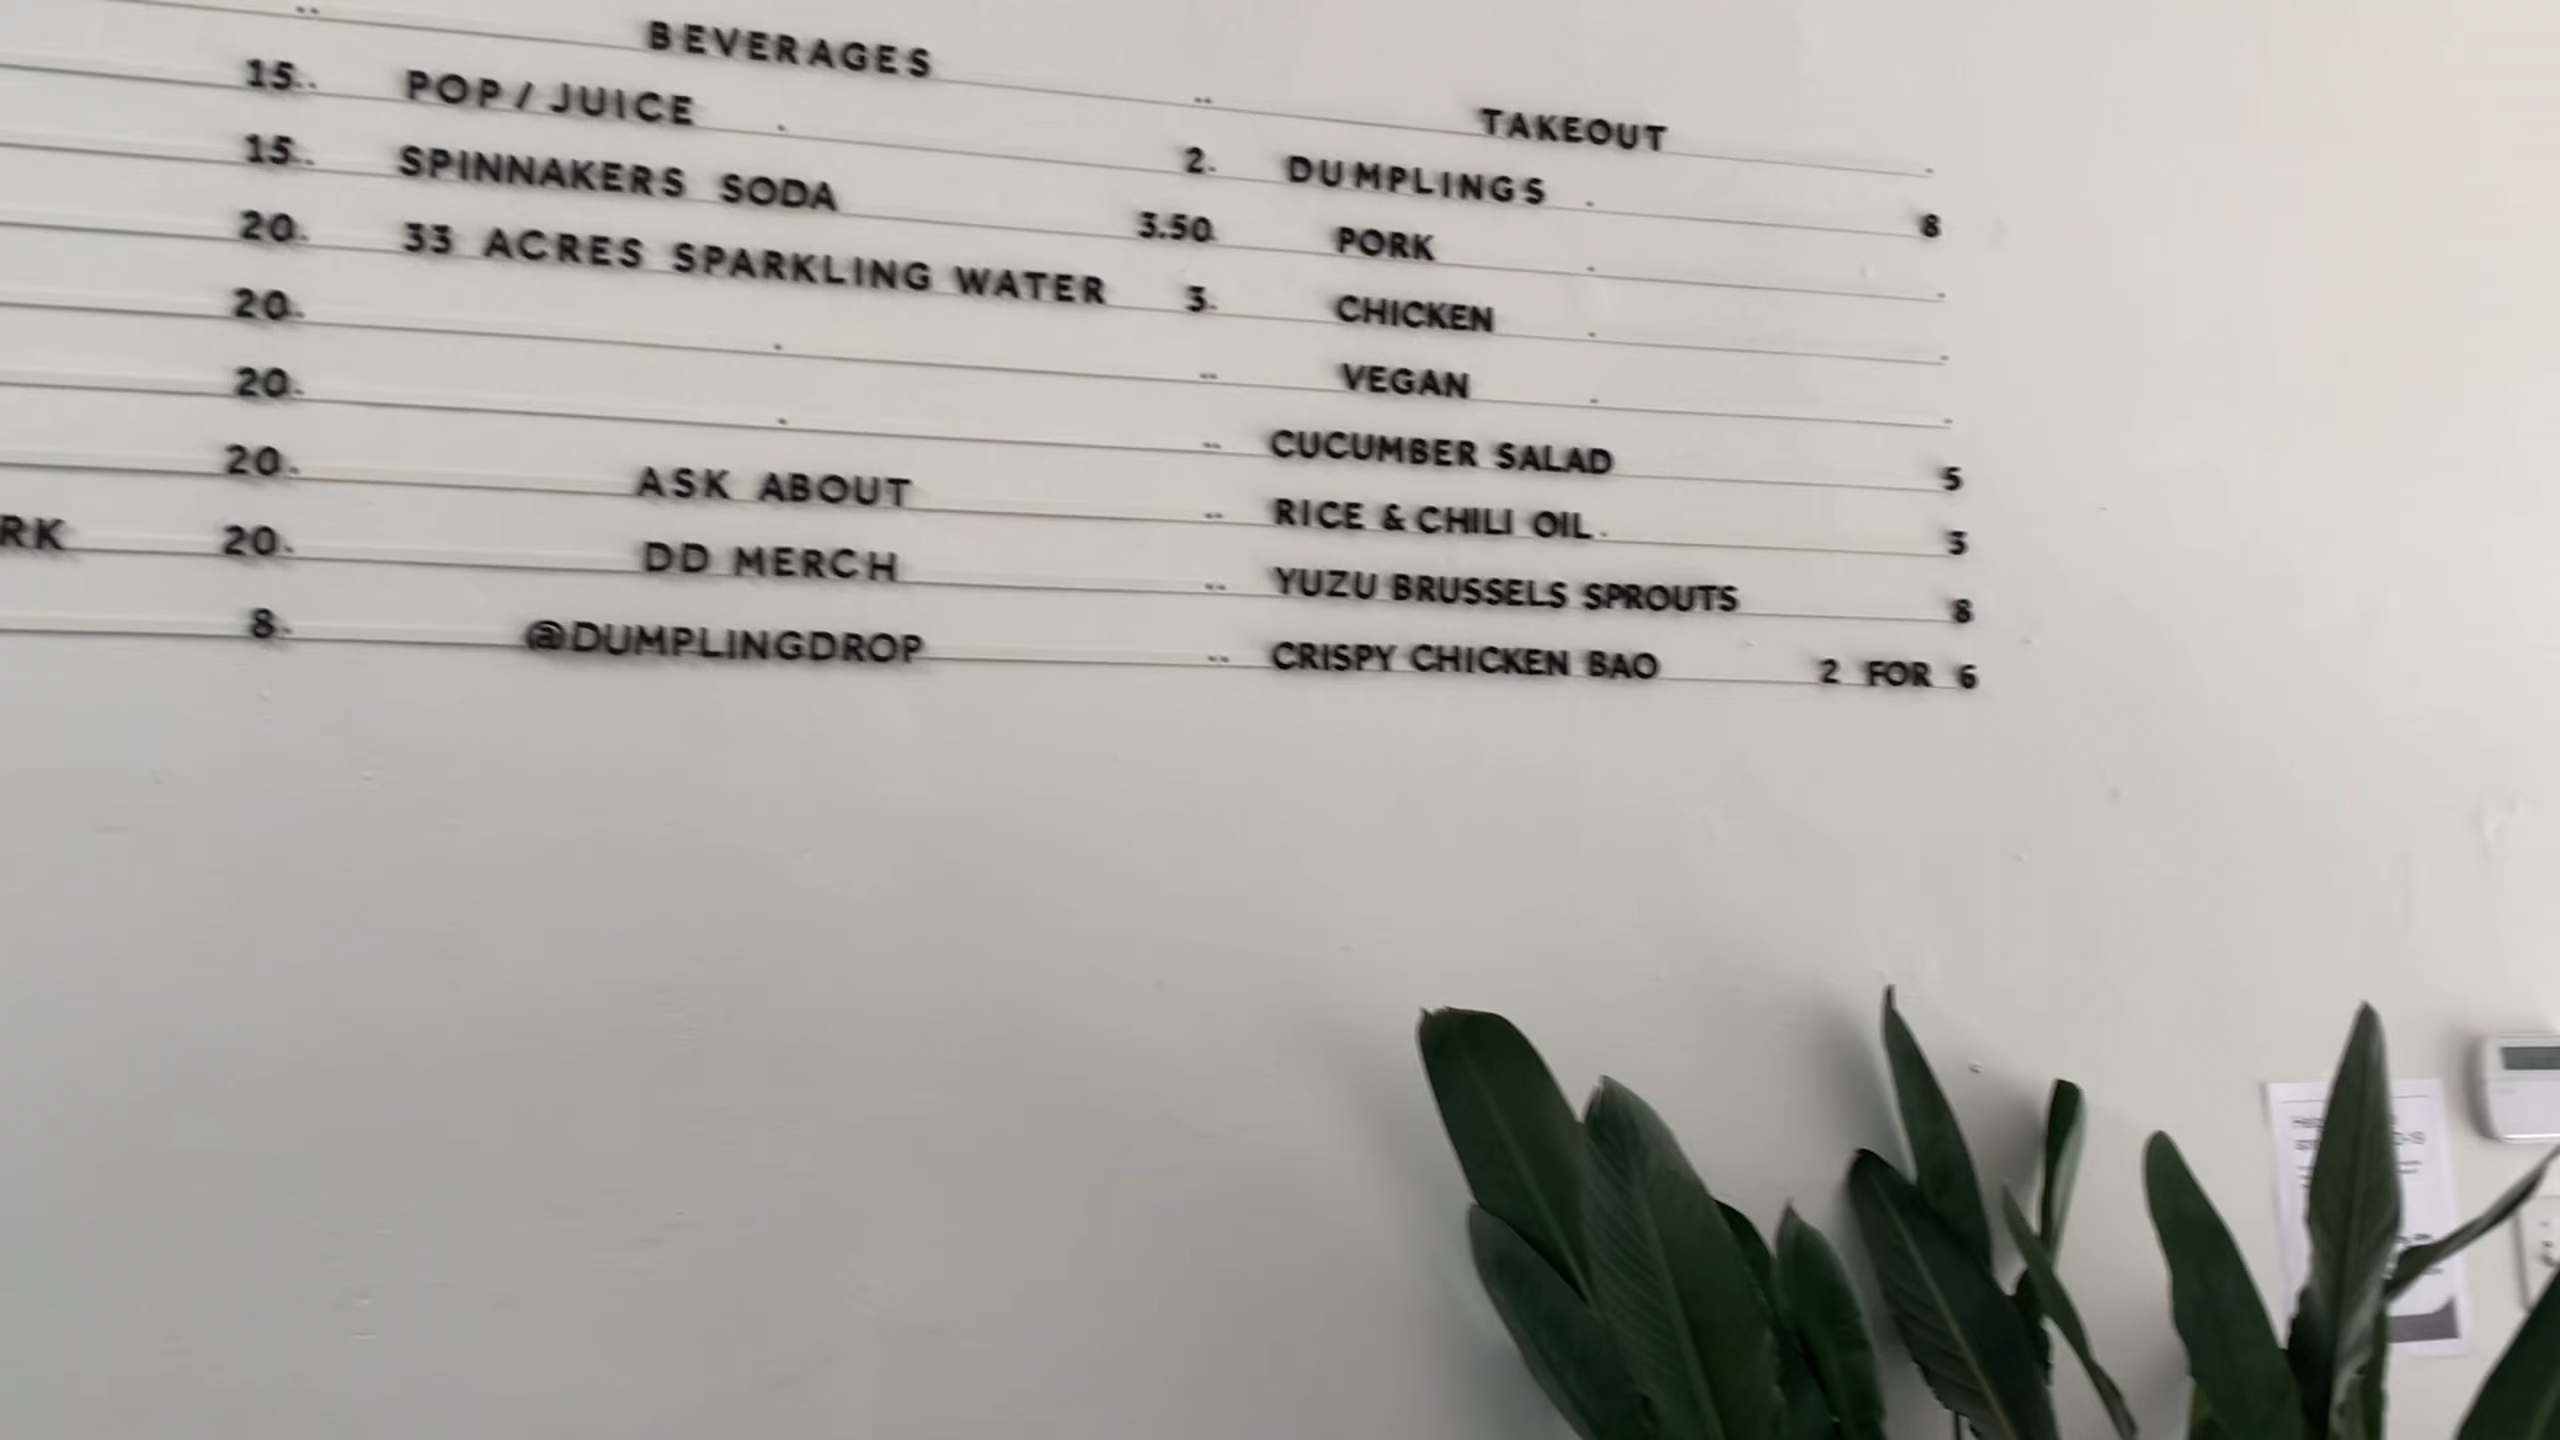 BEVERAGES
TAKEOUT
15. POP / JUICE 2. DUMPLINGS 8
15. SPINNAKERS SODA 3.50 PORK
20. 33 ACRES SPARKLING WATER 3. CHICKEN
20. VEGAN
20. CUCUMBER SALAD 5
20. ASK ABOUT RICE & CHILI OIL 3
RK 20. DD MERCH YUZU BRUSSELS SPROUTS 8
8. @DUMPLINGDROP CRISPY CHICKEN BAO 2 FOR 6